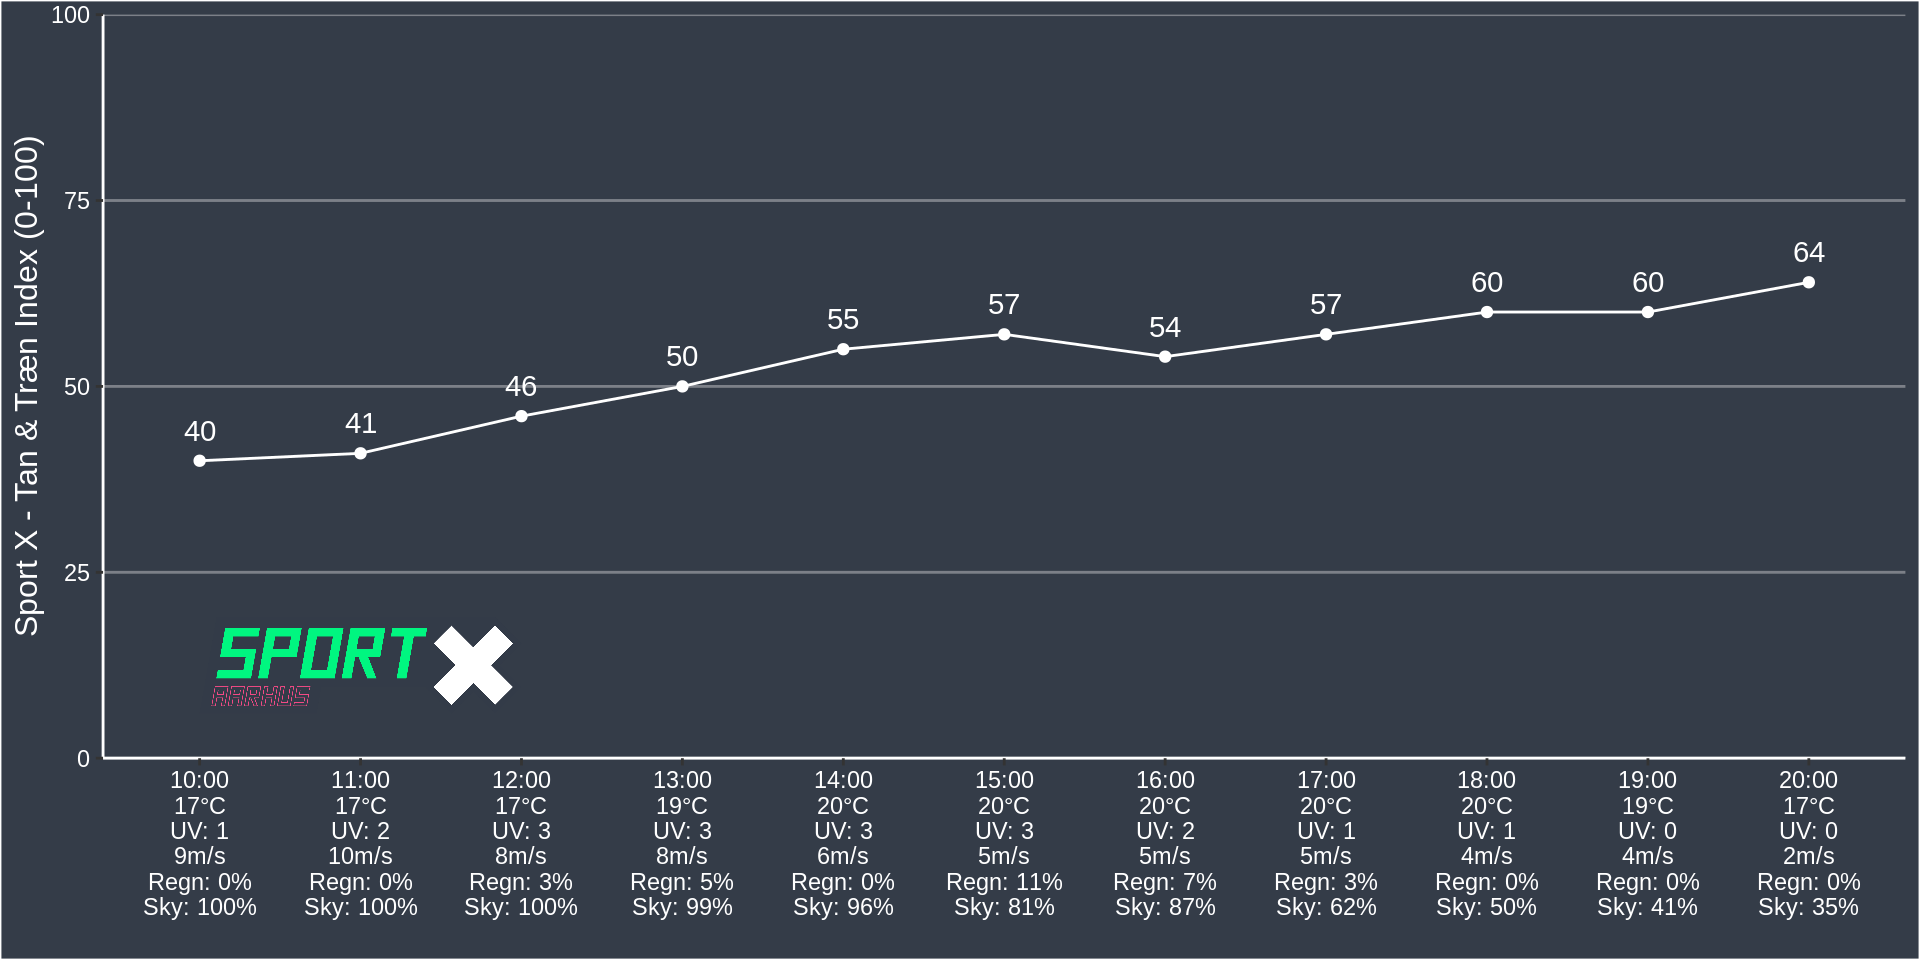 Sport X - Tan & Træn Index (0-100)
100
75
50
25
0
40
41
46
50
55
57
54
57
60
60
64
SPORT X
AARHUS
10:00 11:00 12:00 13:00 14:00 15:00 16:00 17:00 18:00 19:00 20:00
17°C 17°C 17°C 19°C 20°C 20°C 20°C 20°C 20°C 19°C 17°C
UV: 1 UV: 2 UV: 3 UV: 3 UV: 3 UV: 3 UV: 2 UV: 1 UV: 1 UV: 0 UV: 0
9m/s 10m/s 8m/s 8m/s 6m/s 5m/s 5m/s 5m/s 4m/s 4m/s 2m/s
Regn: 0% Regn: 0% Regn: 3% Regn: 5% Regn: 0% Regn: 11% Regn: 7% Regn: 3% Regn: 0% Regn: 0% Regn: 0%
Sky: 100% Sky: 100% Sky: 100% Sky: 99% Sky: 96% Sky: 81% Sky: 87% Sky: 62% Sky: 50% Sky: 41% Sky: 35%